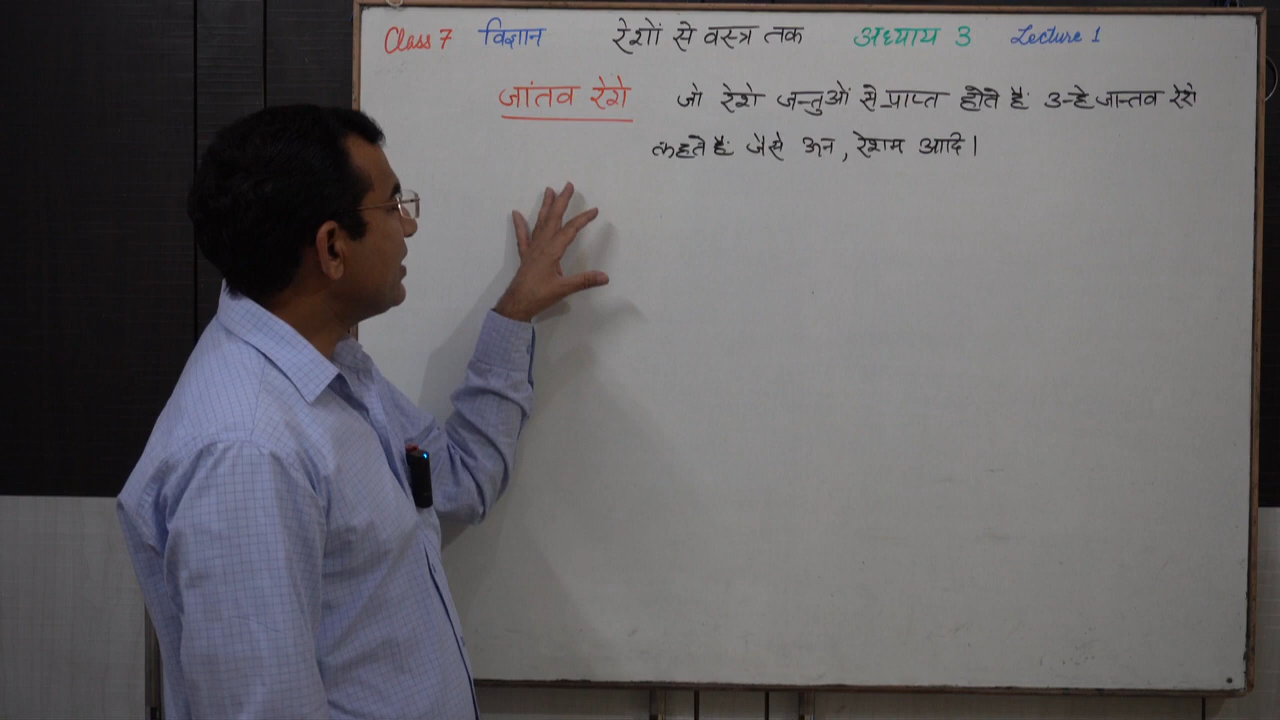 Class 7 विज्ञान रेशों से वस्त्र तक अध्याय 3 Lecture 1
जांतव रेशे जो रेशे जन्तुओं से प्राप्त होते हैं उन्हे जान्तव रेशे
कहते हैं जैसे ऊन, रेशम आदि।